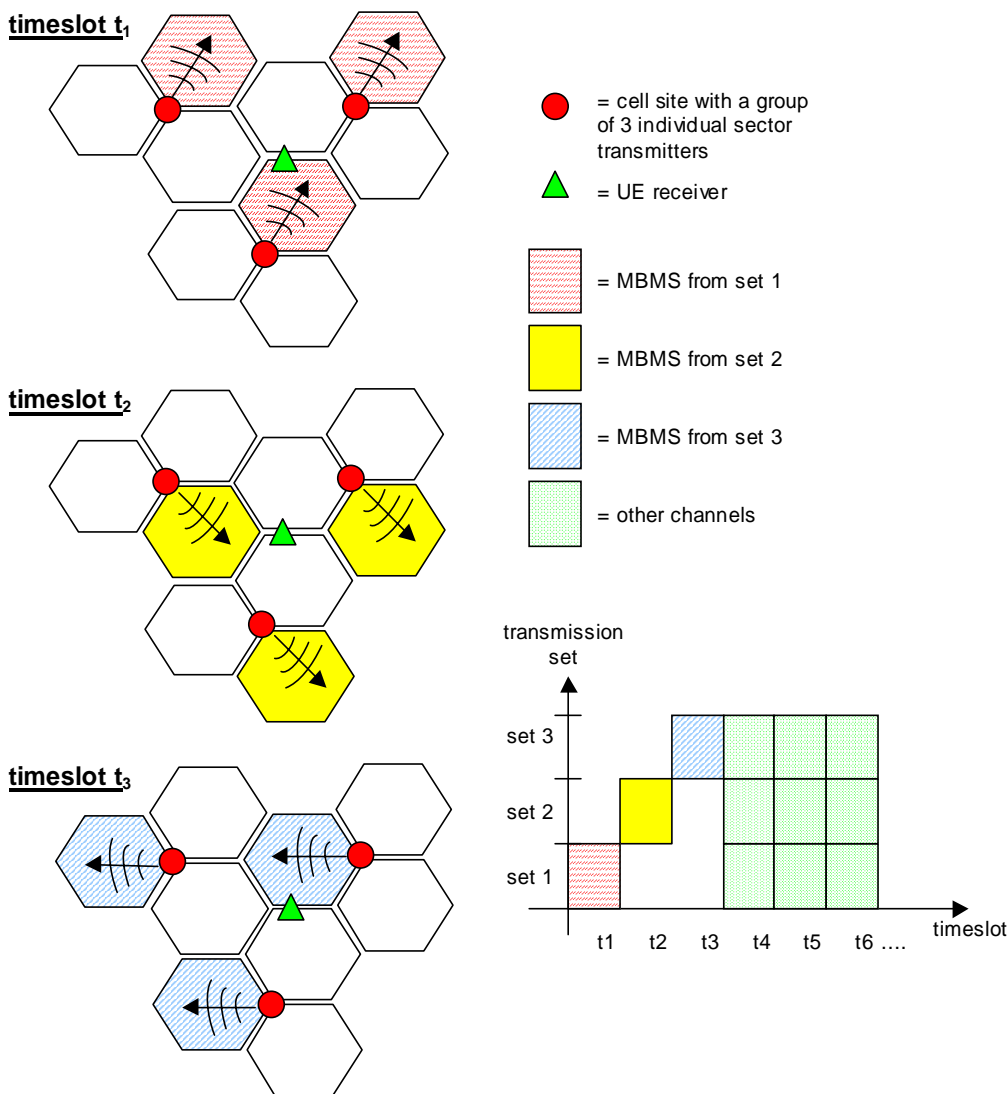 timeslot t1
= cell site with a group
of 3 individual sector
transmitters
= UE receiver
= MBMS from set 1
= MBMS from set 2
= MBMS from set 3
= other channels
timeslot t2
timeslot t3
transmission
set
set 3
set 2
set 1
t1 t2 t3 t4 t5 t6 ....
timeslot